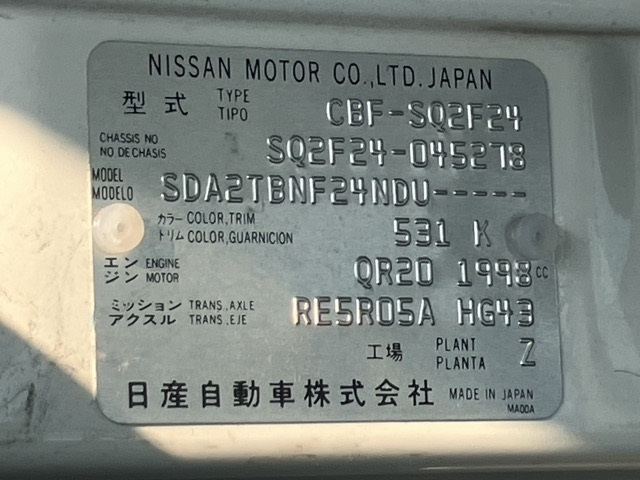 NISSAN MOTOR CO.,LTD. JAPAN
型式 TYPE TIPO CBF-SQ2F24
CHASSIS NO
NO DE CHASIS SQ2F24-045278
MODEL
MODELO SDA2TBNF24NDU-----
カラー COLOR,TRIM
トリム COLOR,GUARNICION 531 K
エン ENGINE
ジン MOTOR QR20 1998 CC
ミッション TRANS.,AXLE
アクスル TRANS.,EJE RE5R05A HG43
工場 PLANT
PLANTA Z
日産自動車株式会社 MADE IN JAPAN
MA00A